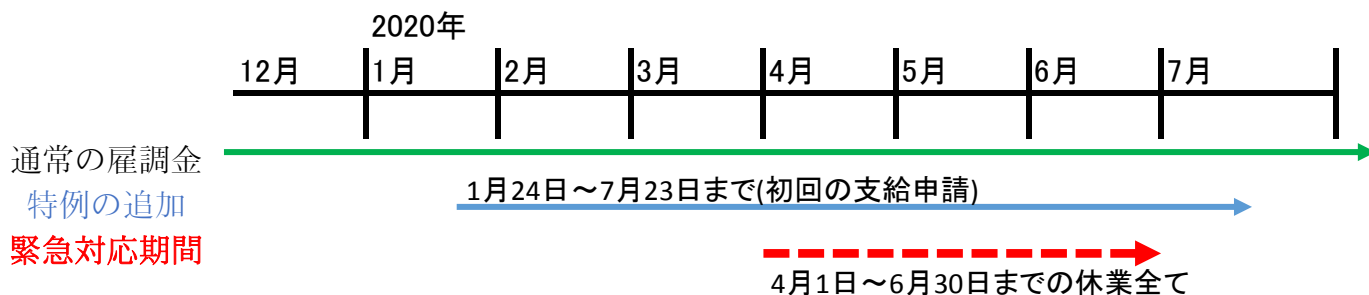 2020年
12月 1月 2月 3月 4月 5月 6月 7月
通常の雇調金
特例の追加
1月24日～7月23日まで(初回の支給申請)
緊急対応期間
4月1日～6月30日までの休業全て